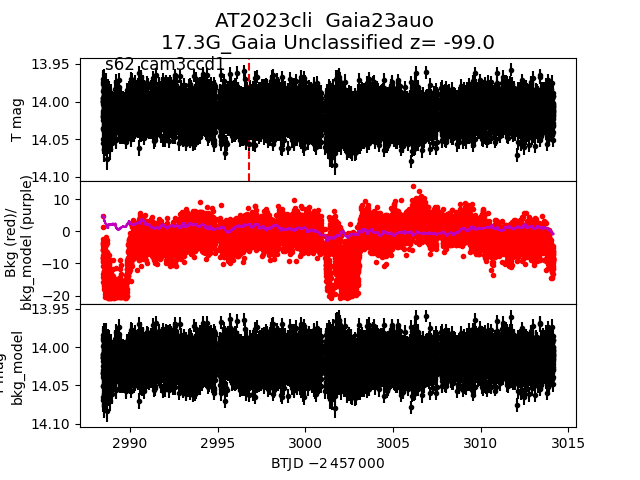 AT2023cli  Gaia23auo
17.3G_Gaia Unclassified z= -99.0
s62 cam3ccd1
13.95
14.00
14.05
14.10
T mag
10
0
−10
−20
Bkg (red)/
bkg_model (purple)
13.95
14.00
14.05
14.10
mag
bkg_model
2990
2995
3000
3005
3010
3015
BTJD −2 457 000